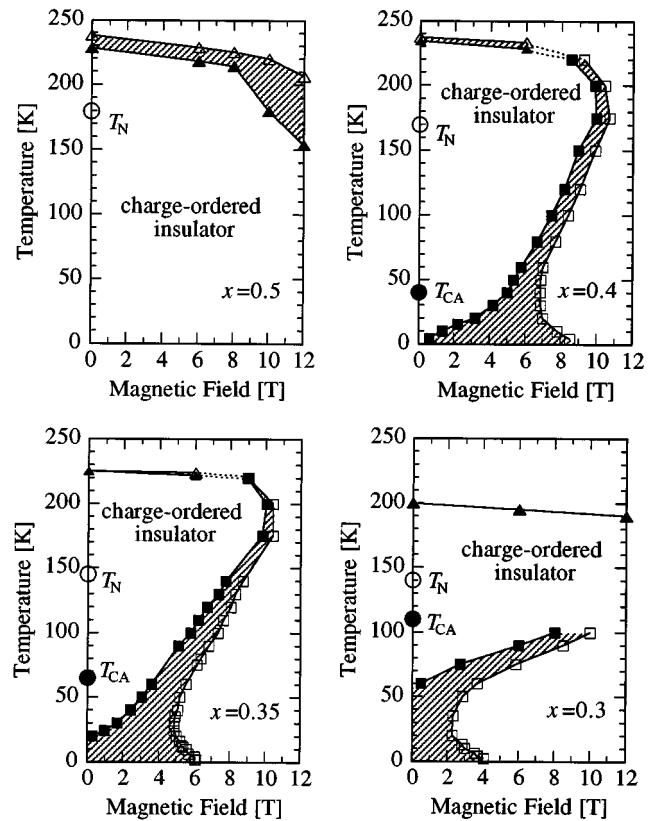 250
200
150
100
50
0
Temperature [K]
T_N
charge-ordered
insulator
x=0.5
0 2 4 6 8 10 12
Magnetic Field [T]
250
200
150
100
50
0
Temperature [K]
charge-ordered
insulator
T_N
T_CA
x=0.4
0 2 4 6 8 10 12
Magnetic Field [T]
250
200
150
100
50
0
Temperature [K]
charge-ordered
insulator
T_N
T_CA
x=0.35
0 2 4 6 8 10 12
Magnetic Field [T]
250
200
150
100
50
0
Temperature [K]
charge-ordered
insulator
T_N
T_CA
x=0.3
0 2 4 6 8 10 12
Magnetic Field [T]